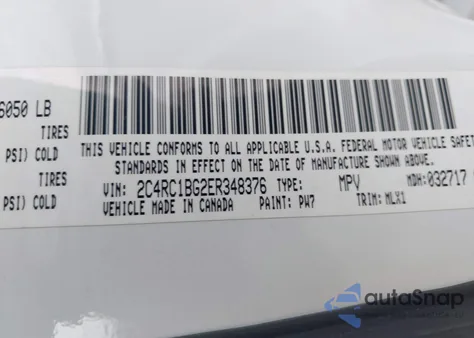 6050 LB
TIRES
PSI) COLD
TIRES
PSI) COLD
THIS VEHICLE CONFORMS TO ALL APPLICABLE U.S.A. FEDERAL MOTOR VEHICLE SAFET
STANDARDS IN EFFECT ON THE DATE OF MANUFACTURE SHOWN ABOVE.
VIN: 2C4RC1BG2ER348376 TYPE: MPV MDH: 032717
VEHICLE MADE IN CANADA PAINT: PW7 TRIM: MLX1
autoSnap